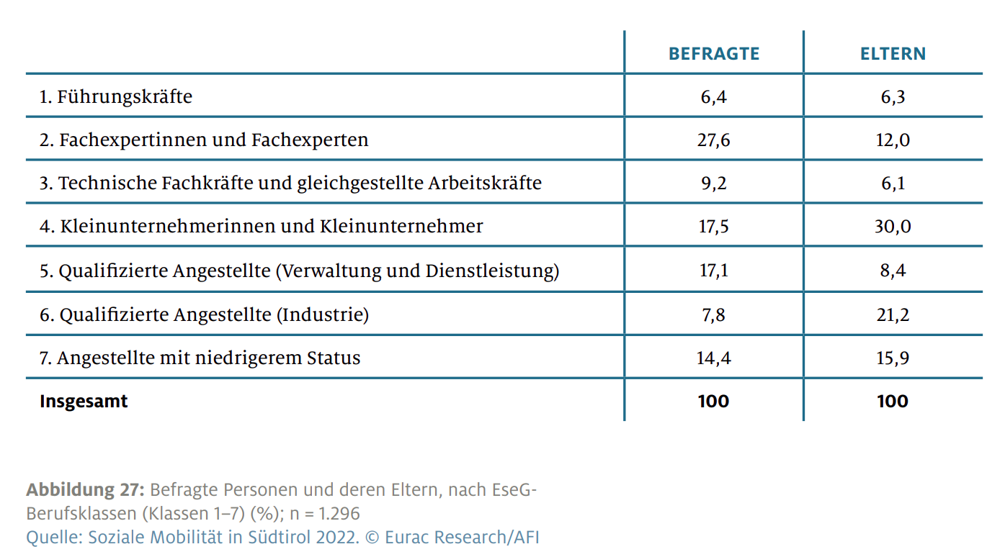 BEFRAGTE ELTERN
1. Führungskräfte 6,4 6,3
2. Fachexpertinnen und Fachexperten 27,6 12,0
3. Technische Fachkräfte und gleichgestellte Arbeitskräfte 9,2 6,1
4. Kleinunternehmerinnen und Kleinunternehmer 17,5 30,0
5. Qualifizierte Angestellte (Verwaltung und Dienstleistung) 17,1 8,4
6. Qualifizierte Angestellte (Industrie) 7,8 21,2
7. Angestellte mit niedrigerem Status 14,4 15,9
Insgesamt 100 100
Abbildung 27: Befragte Personen und deren Eltern, nach EseG-
Berufsklassen (Klassen 1–7) (%); n = 1.296
Quelle: Soziale Mobilität in Südtirol 2022. © Eurac Research/AFI